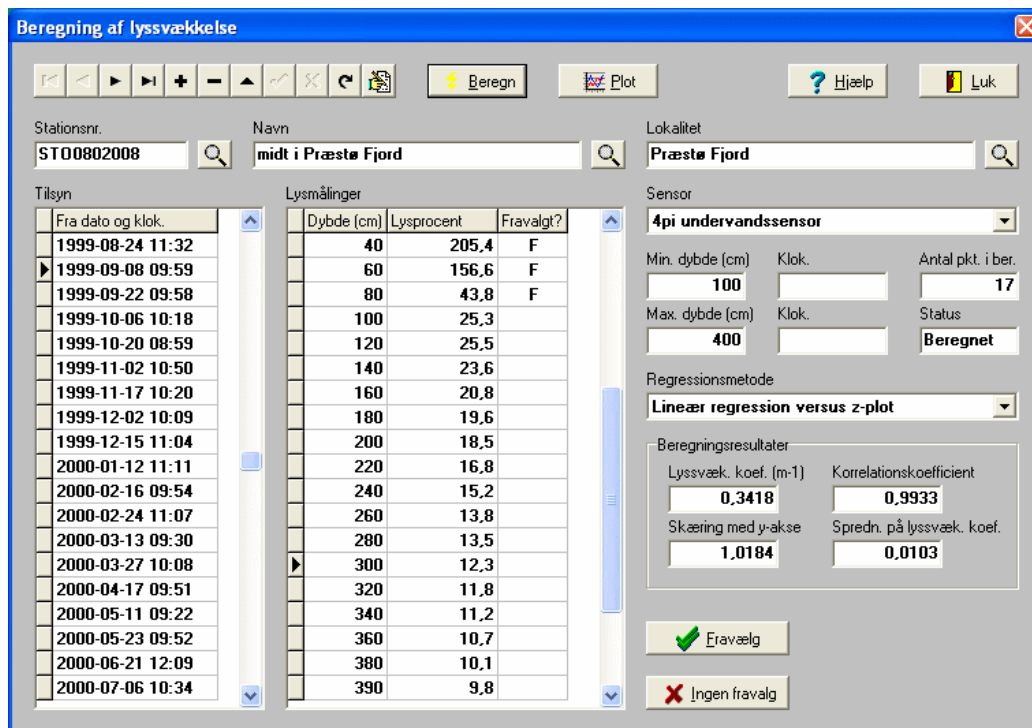 Beregning af lyssvækkelse
Beregn Plot Hjælp Luk
Stationsnr. Navn Lokalitet
STO0802008 midt i Præstø Fjord Præstø Fjord
Tilsyn
Fra dato og klok.
1999-08-24 11:32
1999-09-08 09:59
1999-09-22 09:58
1999-10-06 10:18
1999-10-20 08:59
1999-11-02 10:50
1999-11-17 10:20
1999-12-02 10:09
1999-12-15 11:04
2000-01-12 11:11
2000-02-16 09:54
2000-02-24 11:07
2000-03-13 09:30
2000-03-27 10:08
2000-04-17 09:51
2000-05-11 09:22
2000-05-23 09:52
2000-06-21 12:09
2000-07-06 10:34
Lysmålinger
Dybde (cm) Lysprocent Fravalgt?
40 205,4 F
60 156,6 F
80 43,8 F
100 25,3
120 25,5
140 23,6
160 20,8
180 19,6
200 18,5
220 16,8
240 15,2
260 13,8
280 13,5
300 12,3
320 11,8
340 11,2
360 10,7
380 10,1
390 9,8
Sensor
4pi undervandssensor
Min. dybde (cm) Klok. Antal pkt. i ber.
100 17
Max. dybde (cm) Klok. Status
400 Beregnet
Regressionsmetode
Lineær regression versus z-plot
Beregningsresultater
Lyssvæk. koef. (m-1) Korrelationskoefficient
0,3418 0,9933
Skæring med y-akse Spredn. på lyssvæk. koef.
1,0184 0,0103
Fravælg
Ingen fravalg